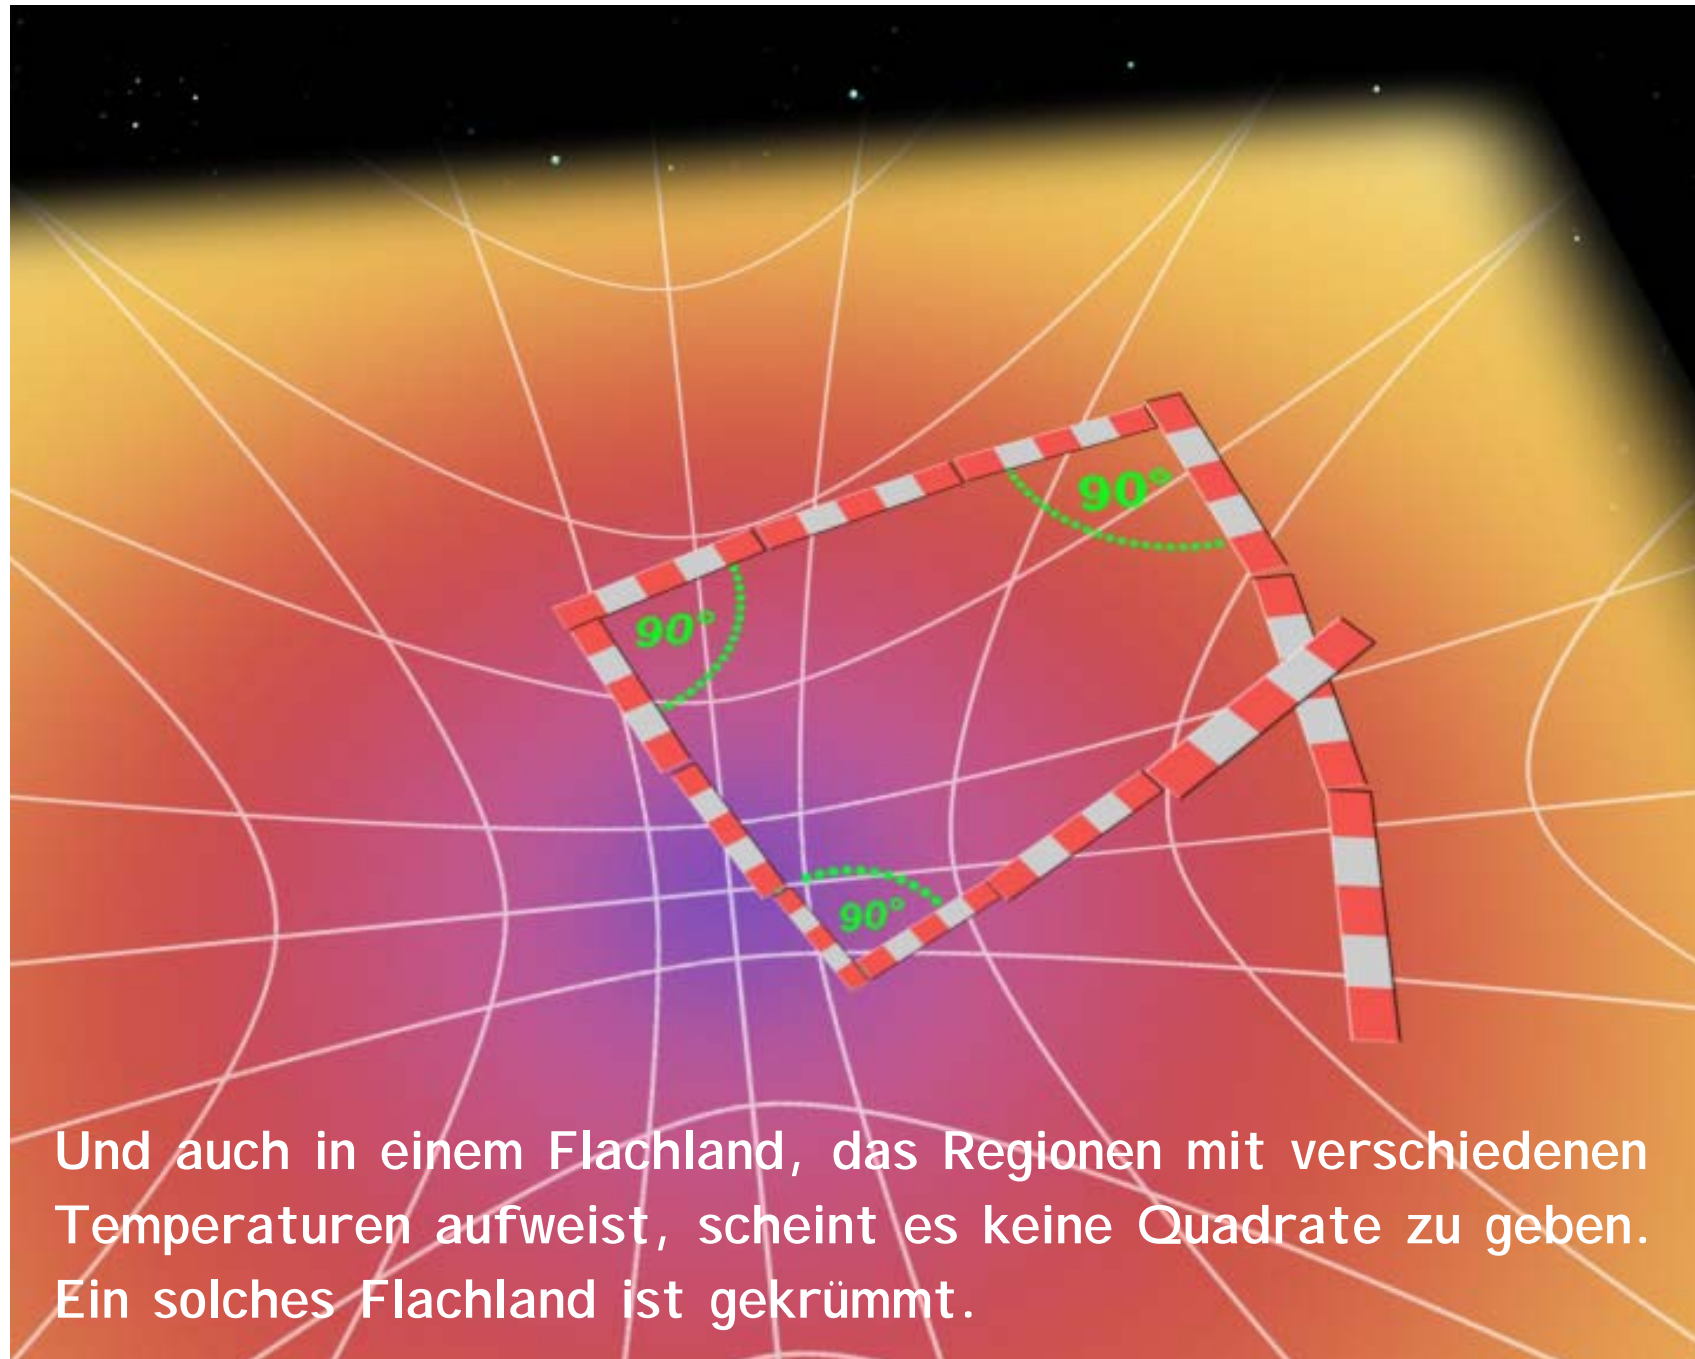 90°
90°
90°
Und auch in einem Flachland, das Regionen mit verschiedenen
Temperaturen aufweist, scheint es keine Quadrate zu geben.
Ein solches Flachland ist gekrümmt.